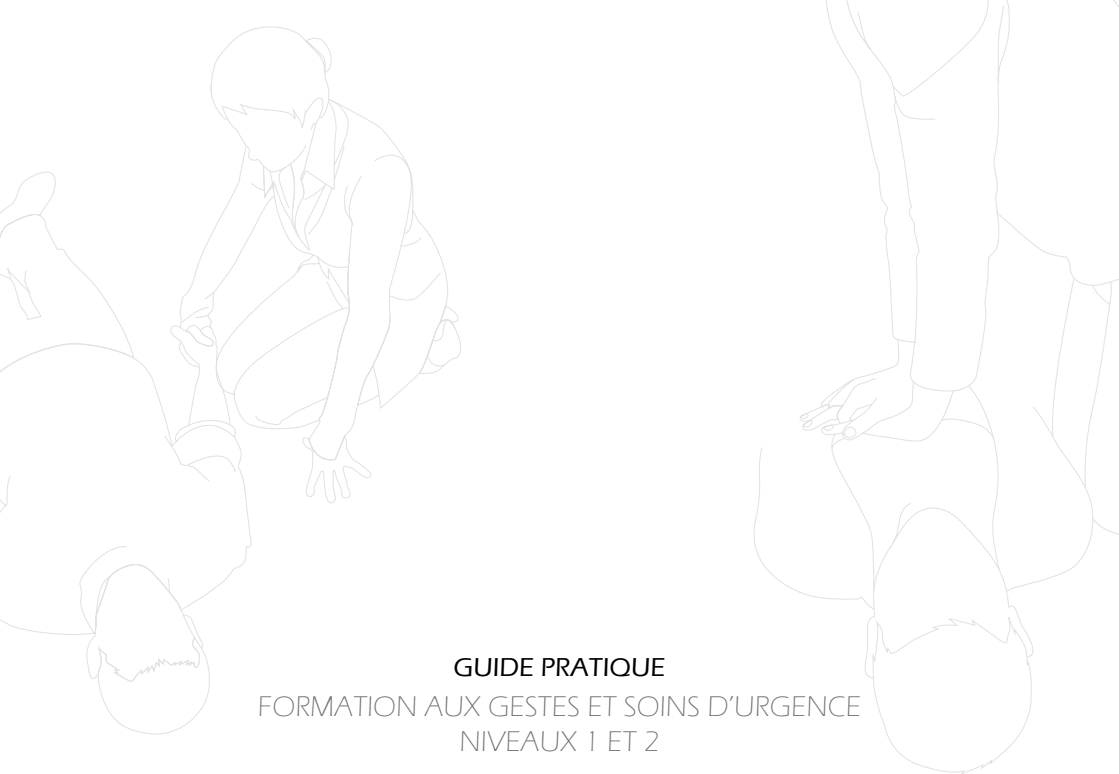 GUIDE PRATIQUE
FORMATION AUX GESTES ET SOINS D'URGENCE
NIVEAUX 1 ET 2